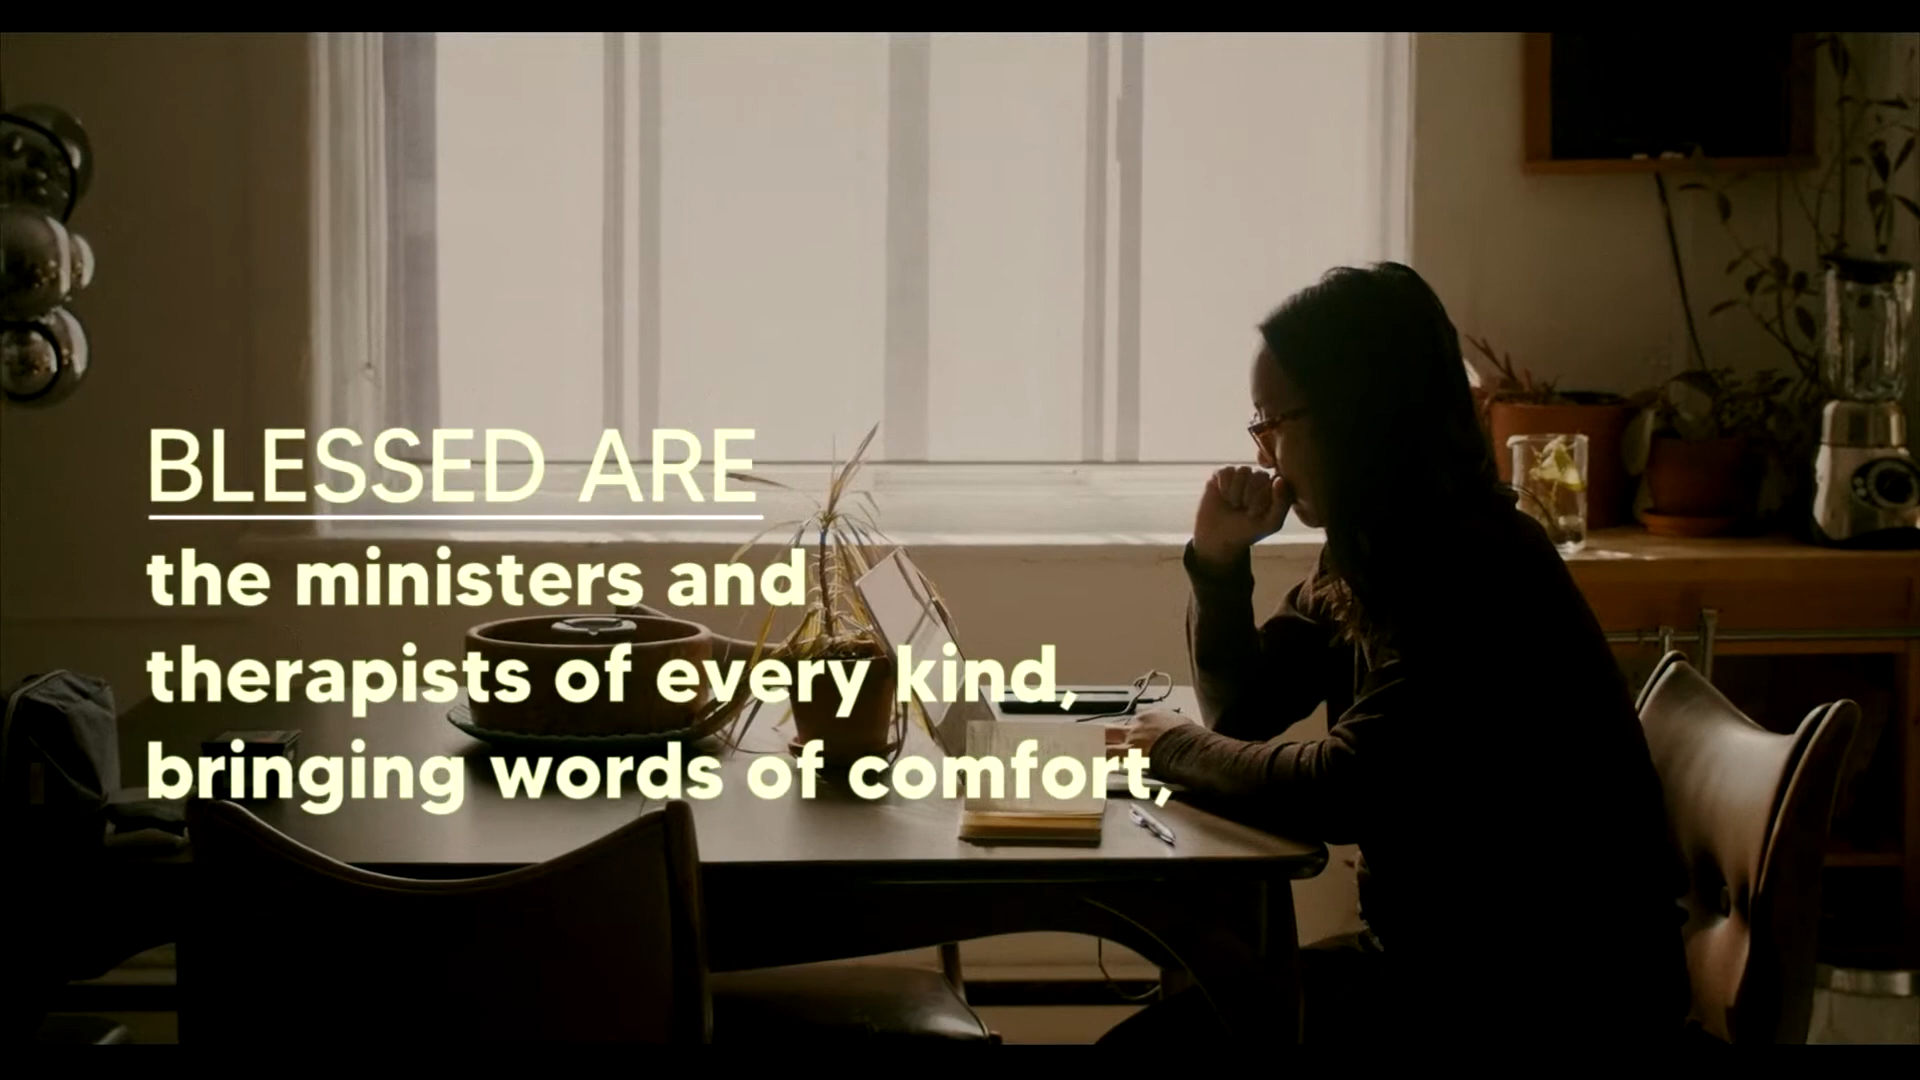 BLESSED ARE
the ministers and
therapists of every kind,
bringing words of comfort,